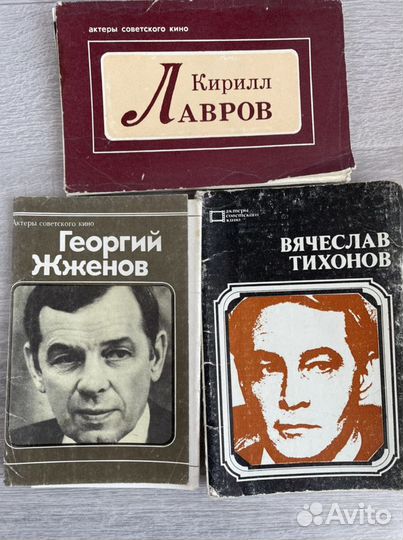 актеры советского кино
Кирилл
ЛАВРОВ
Актеры советского кино
Георгий
Жженов
актеры
советского
кино
ВЯЧЕСЛАВ
ТИХОНОВ
Avito